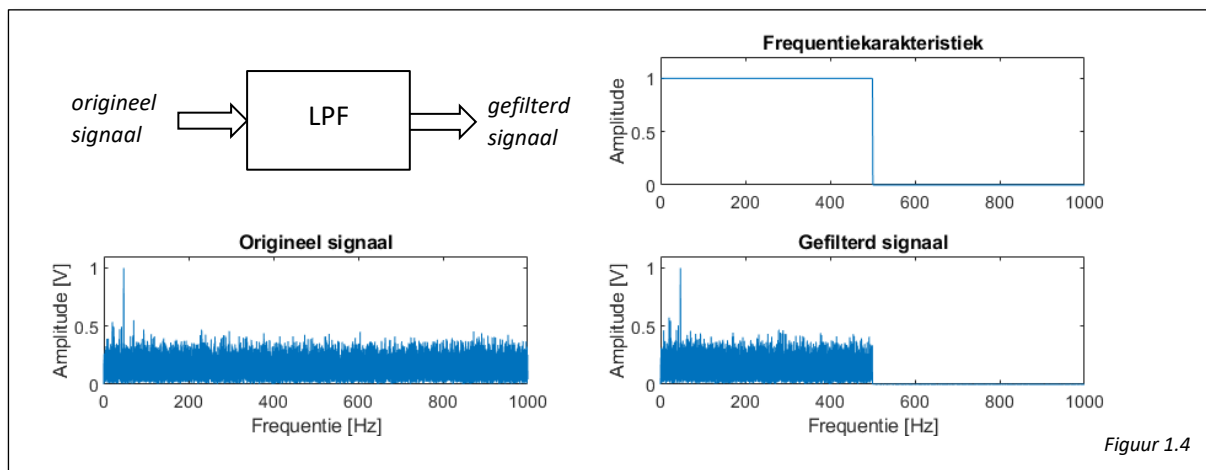 origineel
signaal
LPF
gefilterd
signaal
Frequentiekarakteristiek
Amplitude
1
0.5
0
0 200 400 600 800 1000
Origineel signaal
Amplitude [V]
1
0.5
0
0 200 400 600 800 1000
Frequentie [Hz]
Gefilterd signaal
Amplitude [V]
1
0.5
0
0 200 400 600 800 1000
Frequentie [Hz]
Figuur 1.4